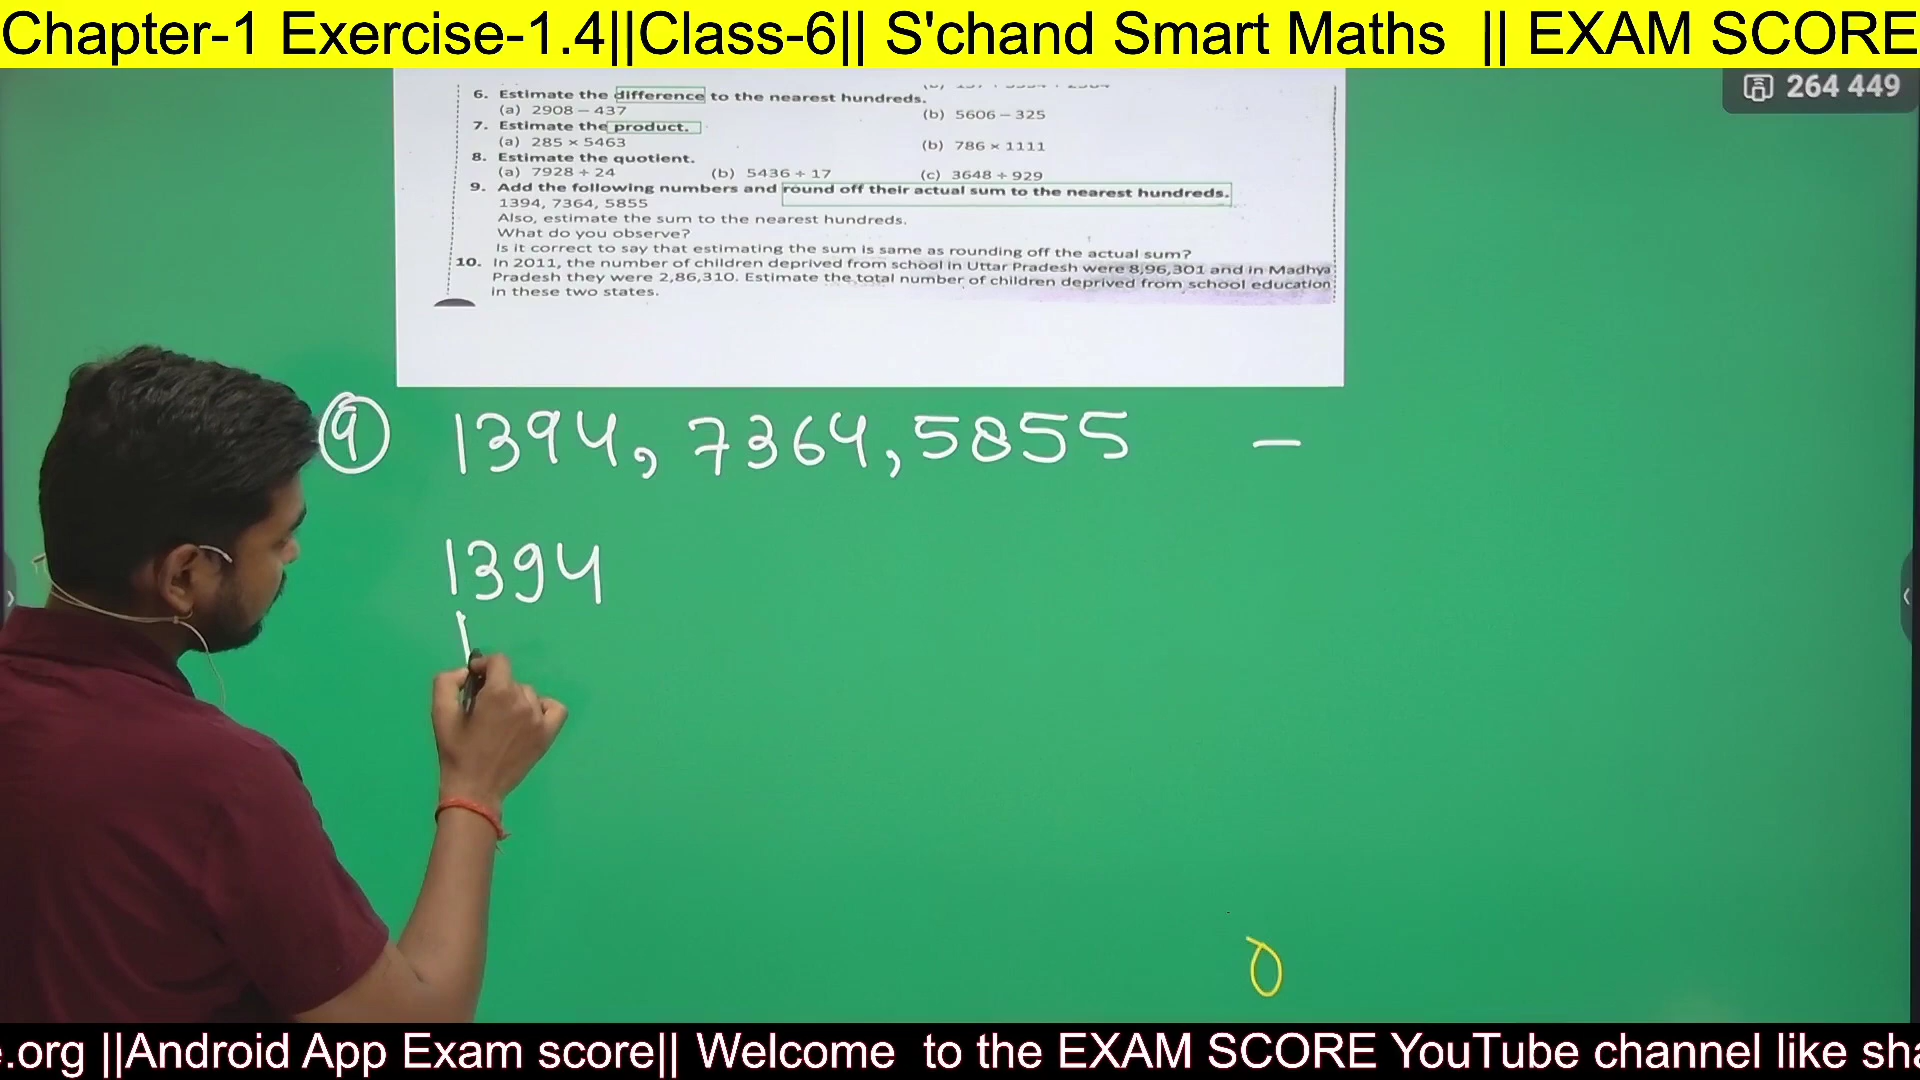 Chapter-1 Exercise-1.4||Class-6|| S'chand Smart Maths || EXAM SCORE
264 449
6. Estimate the difference to the nearest hundreds.
(a) 2908 – 437 (b) 5606 – 325
7. Estimate the product.
(a) 285 × 5463 (b) 786 × 1111
8. Estimate the quotient.
(a) 7928 ÷ 24 (b) 5436 ÷ 17 (c) 3648 ÷ 929
9. Add the following numbers and round off their actual sum to the nearest hundreds.
1394, 7364, 5855
Also, estimate the sum to the nearest hundreds.
What do you observe?
Is it correct to say that estimating the sum is same as rounding off the actual sum?
10. In 2011, the number of children deprived from school in Uttar Pradesh were 8,96,301 and in Madhya
Pradesh they were 2,86,310. Estimate the total number of children deprived from school education
in these two states.
9 1394, 7364, 5855 –
1394
0
e.org ||Android App Exam score|| Welcome to the EXAM SCORE YouTube channel like sha